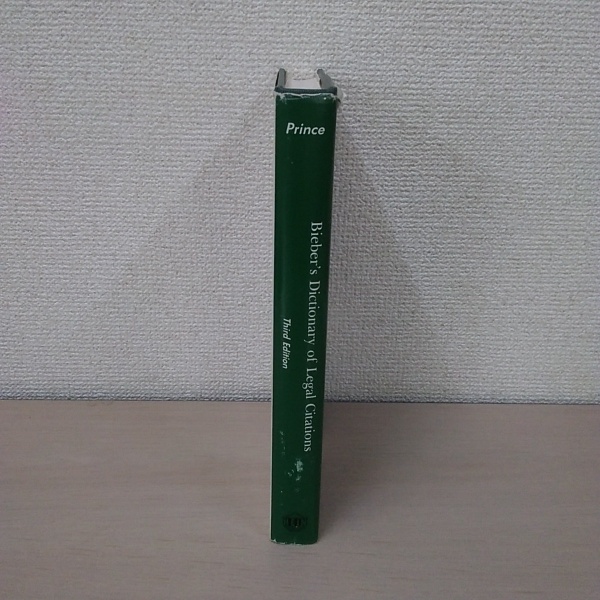 Prince
Bieber's Dictionary of Legal Citations
Third Edition